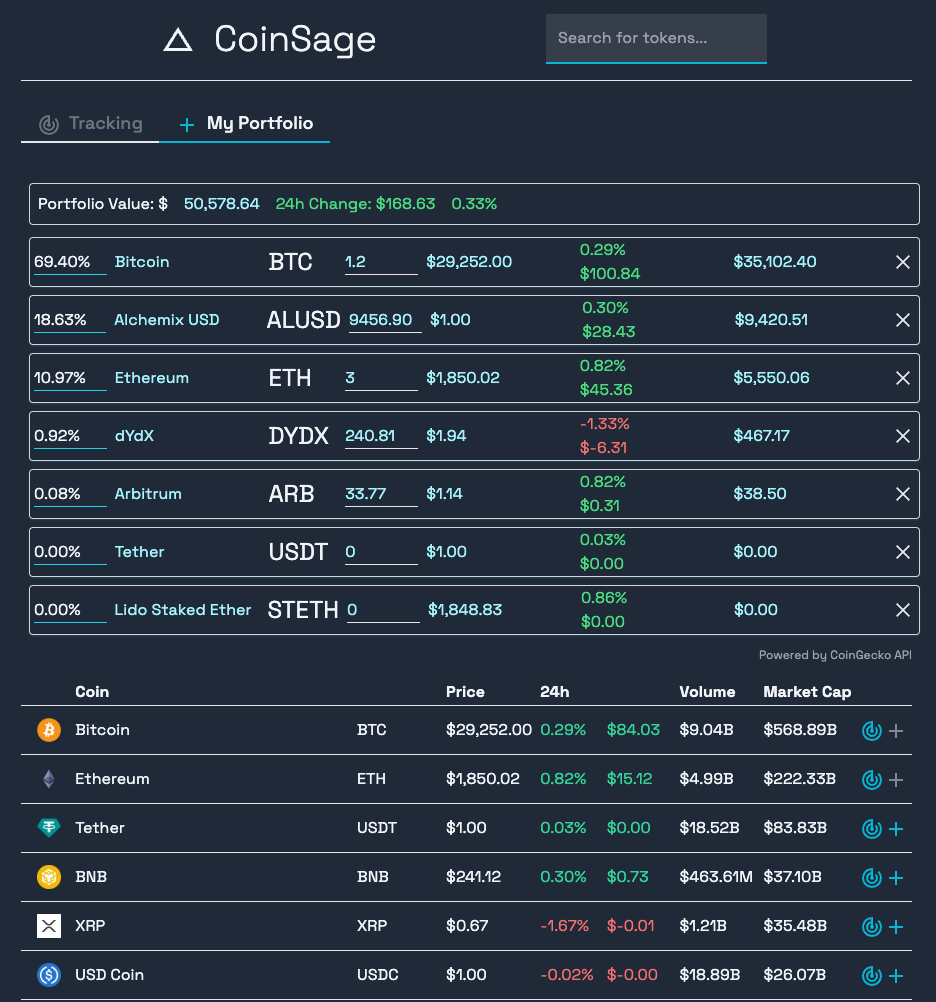 CoinSage
Search for tokens...
Tracking
+ My Portfolio
Portfolio Value: $ 50,578.64 24h Change: $168.63 0.33%
69.40% Bitcoin BTC 1.2 $29,252.00 0.29% $100.84 $35,102.40
18.63% Alchemix USD ALUSD 9456.90 $1.00 0.30% $28.43 $9,420.51
10.97% Ethereum ETH 3 $1,850.02 0.82% $45.36 $5,550.06
0.92% dYdX DYDX 240.81 $1.94 -1.33% $-6.31 $467.17
0.08% Arbitrum ARB 33.77 $1.14 0.82% $0.31 $38.50
0.00% Tether USDT 0 $1.00 0.03% $0.00 $0.00
0.00% Lido Staked Ether STETH 0 $1,848.83 0.86% $0.00 $0.00
Powered by CoinGecko API
Coin Price 24h Volume Market Cap
Bitcoin BTC $29,252.00 0.29% $84.03 $9.04B $568.89B
Ethereum ETH $1,850.02 0.82% $15.12 $4.99B $222.33B
Tether USDT $1.00 0.03% $0.00 $18.52B $83.83B
BNB BNB $241.12 0.30% $0.73 $463.61M $37.10B
XRP XRP $0.67 -1.67% $-0.01 $1.21B $35.48B
USD Coin USDC $1.00 -0.02% $-0.00 $18.89B $26.07B